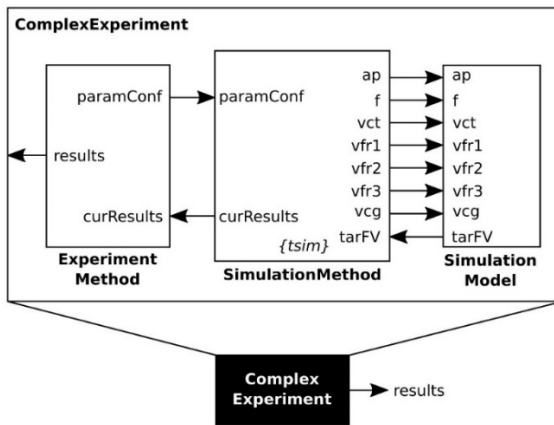 ComplexExperiment
paramConf
results
curResults
Experiment
Method
paramConf
curResults
ap
f
vct
vfr1
vfr2
vfr3
vcg
tarFV
{tsim}
SimulationMethod
ap
f
vct
vfr1
vfr2
vfr3
vcg
tarFV
Simulation
Model
Complex
Experiment
results